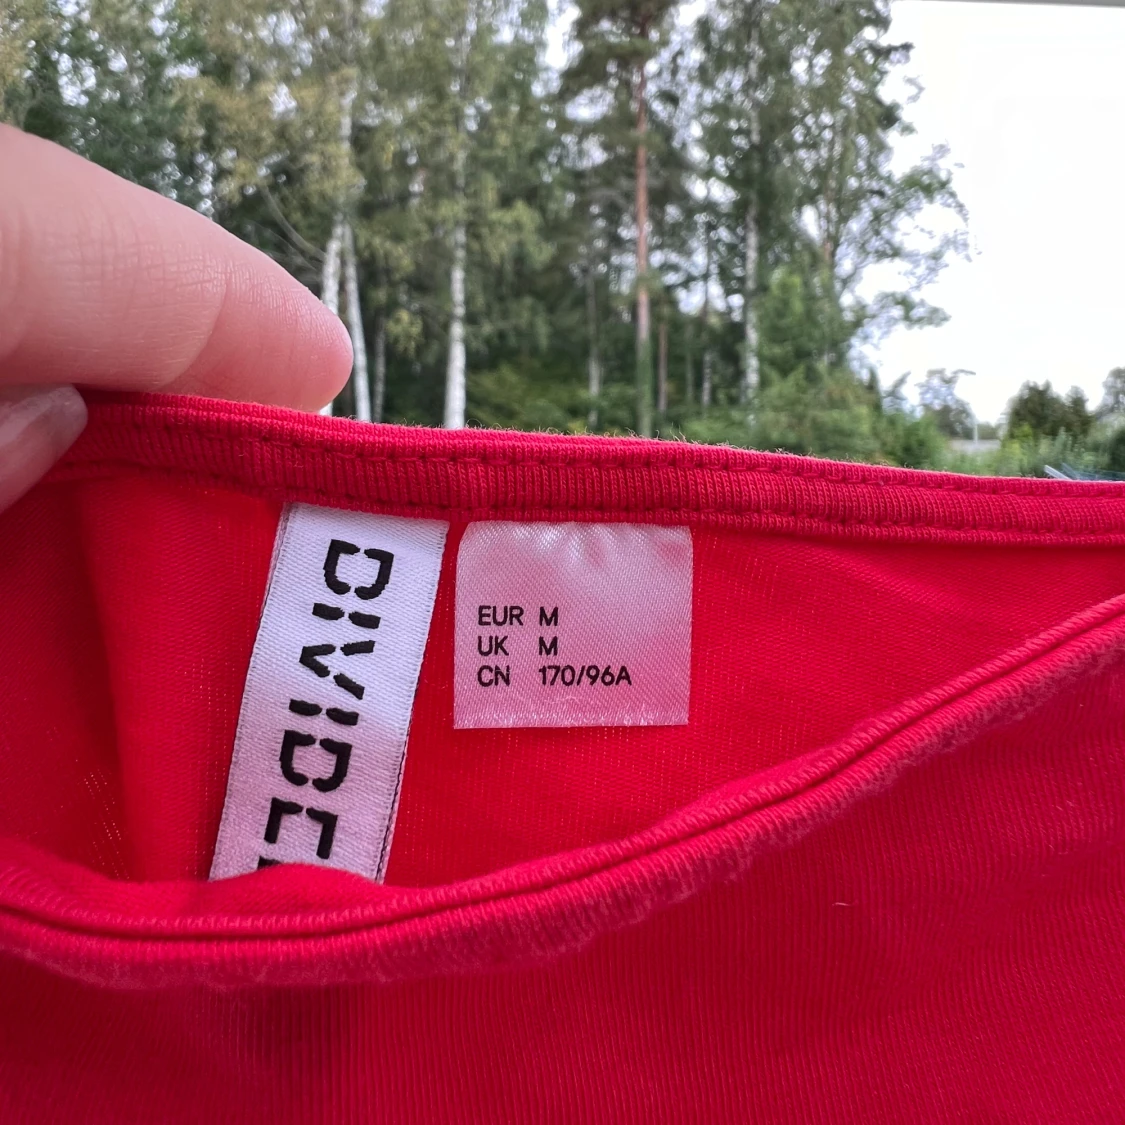 DIVIDE
EUR M
UK M
CN 170/96A